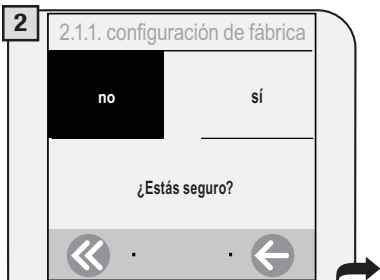 2
2.1.1. configuración de fábrica
no sí
¿Estás seguro?